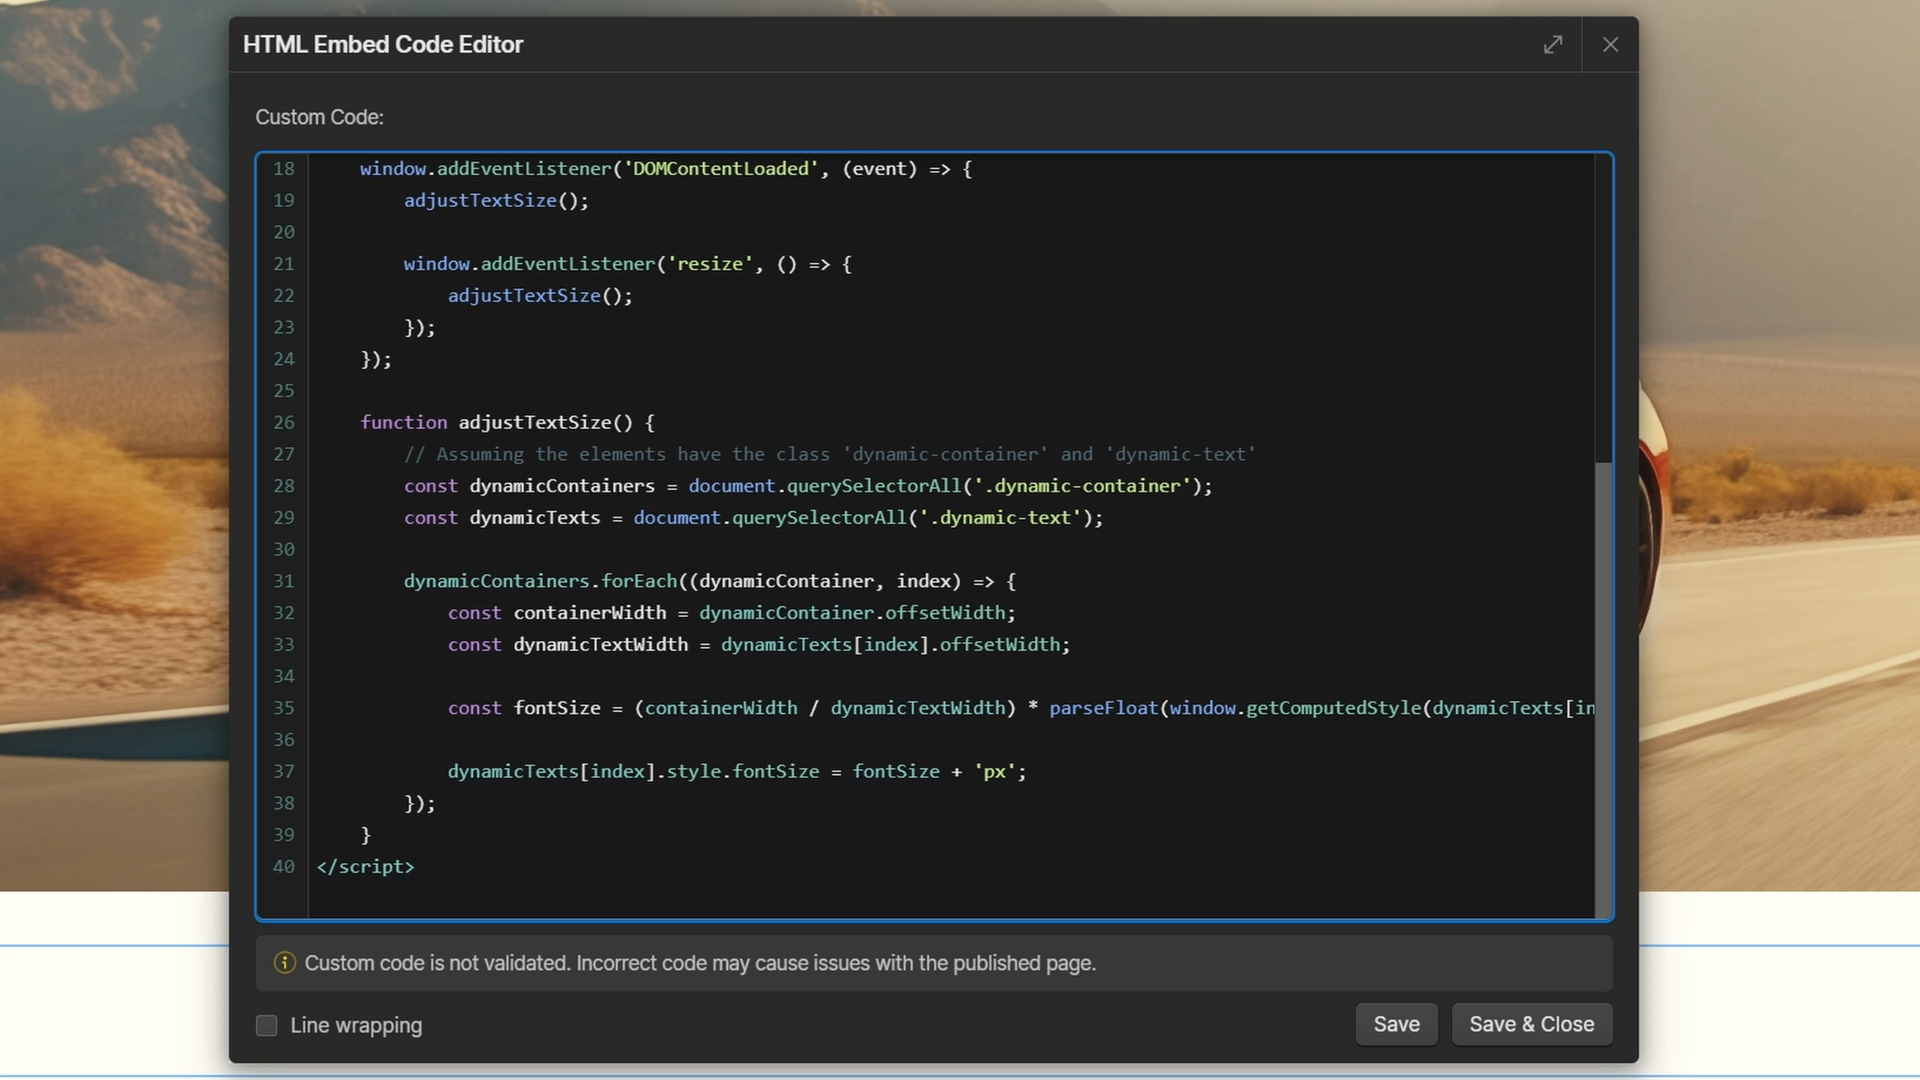 HTML Embed Code Editor
Custom Code:
18 window.addEventListener('DOMContentLoaded', (event) => {
19 adjustTextSize();
20
21 window.addEventListener('resize', () => {
22 adjustTextSize();
23 });
24 });
25
26 function adjustTextSize() {
27 // Assuming the elements have the class 'dynamic-container' and 'dynamic-text'
28 const dynamicContainers = document.querySelectorAll('.dynamic-container');
29 const dynamicTexts = document.querySelectorAll('.dynamic-text');
30
31 dynamicContainers.forEach((dynamicContainer, index) => {
32 const containerWidth = dynamicContainer.offsetWidth;
33 const dynamicTextWidth = dynamicTexts[index].offsetWidth;
34
35 const fontSize = (containerWidth / dynamicTextWidth) * parseFloat(window.getComputedStyle(dynamicTexts[in
36
37 dynamicTexts[index].style.fontSize = fontSize + 'px';
38 });
39 }
40 </script>
Custom code is not validated. Incorrect code may cause issues with the published page.
Line wrapping
Save
Save & Close